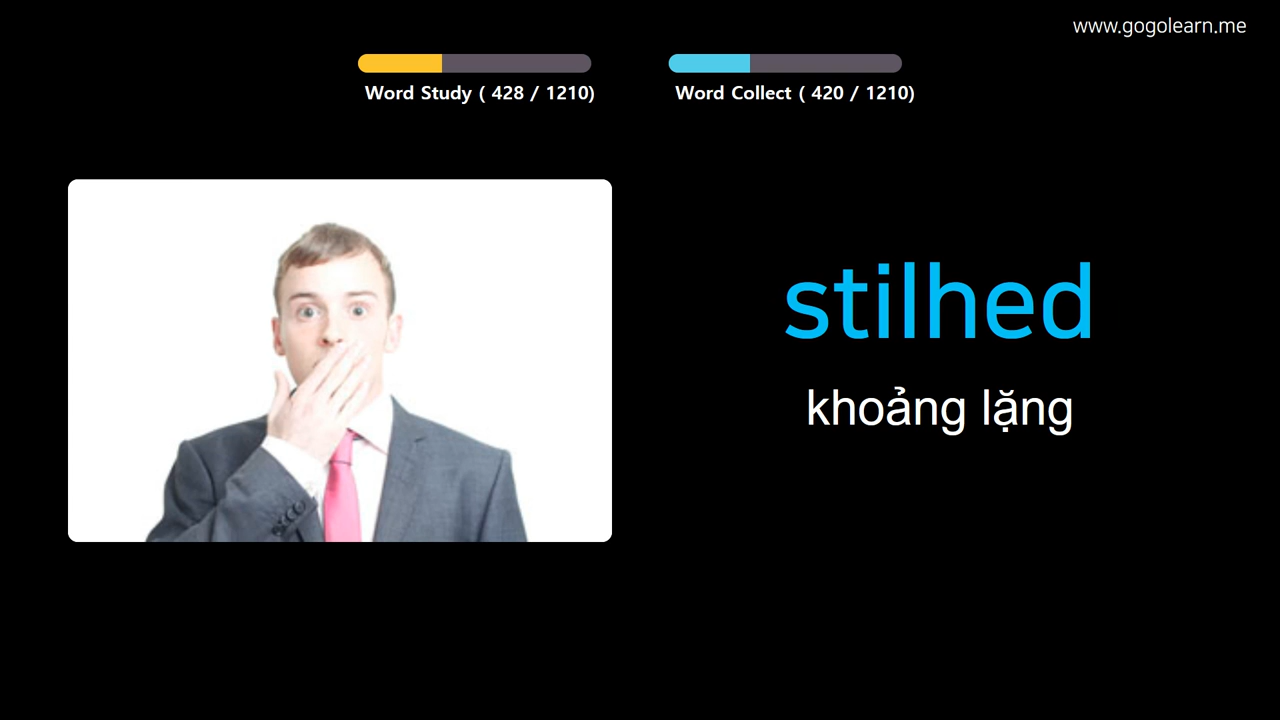 www.gogolearn.me
Word Study ( 428 / 1210)
Word Collect ( 420 / 1210)
stilhed
khoảng lặng